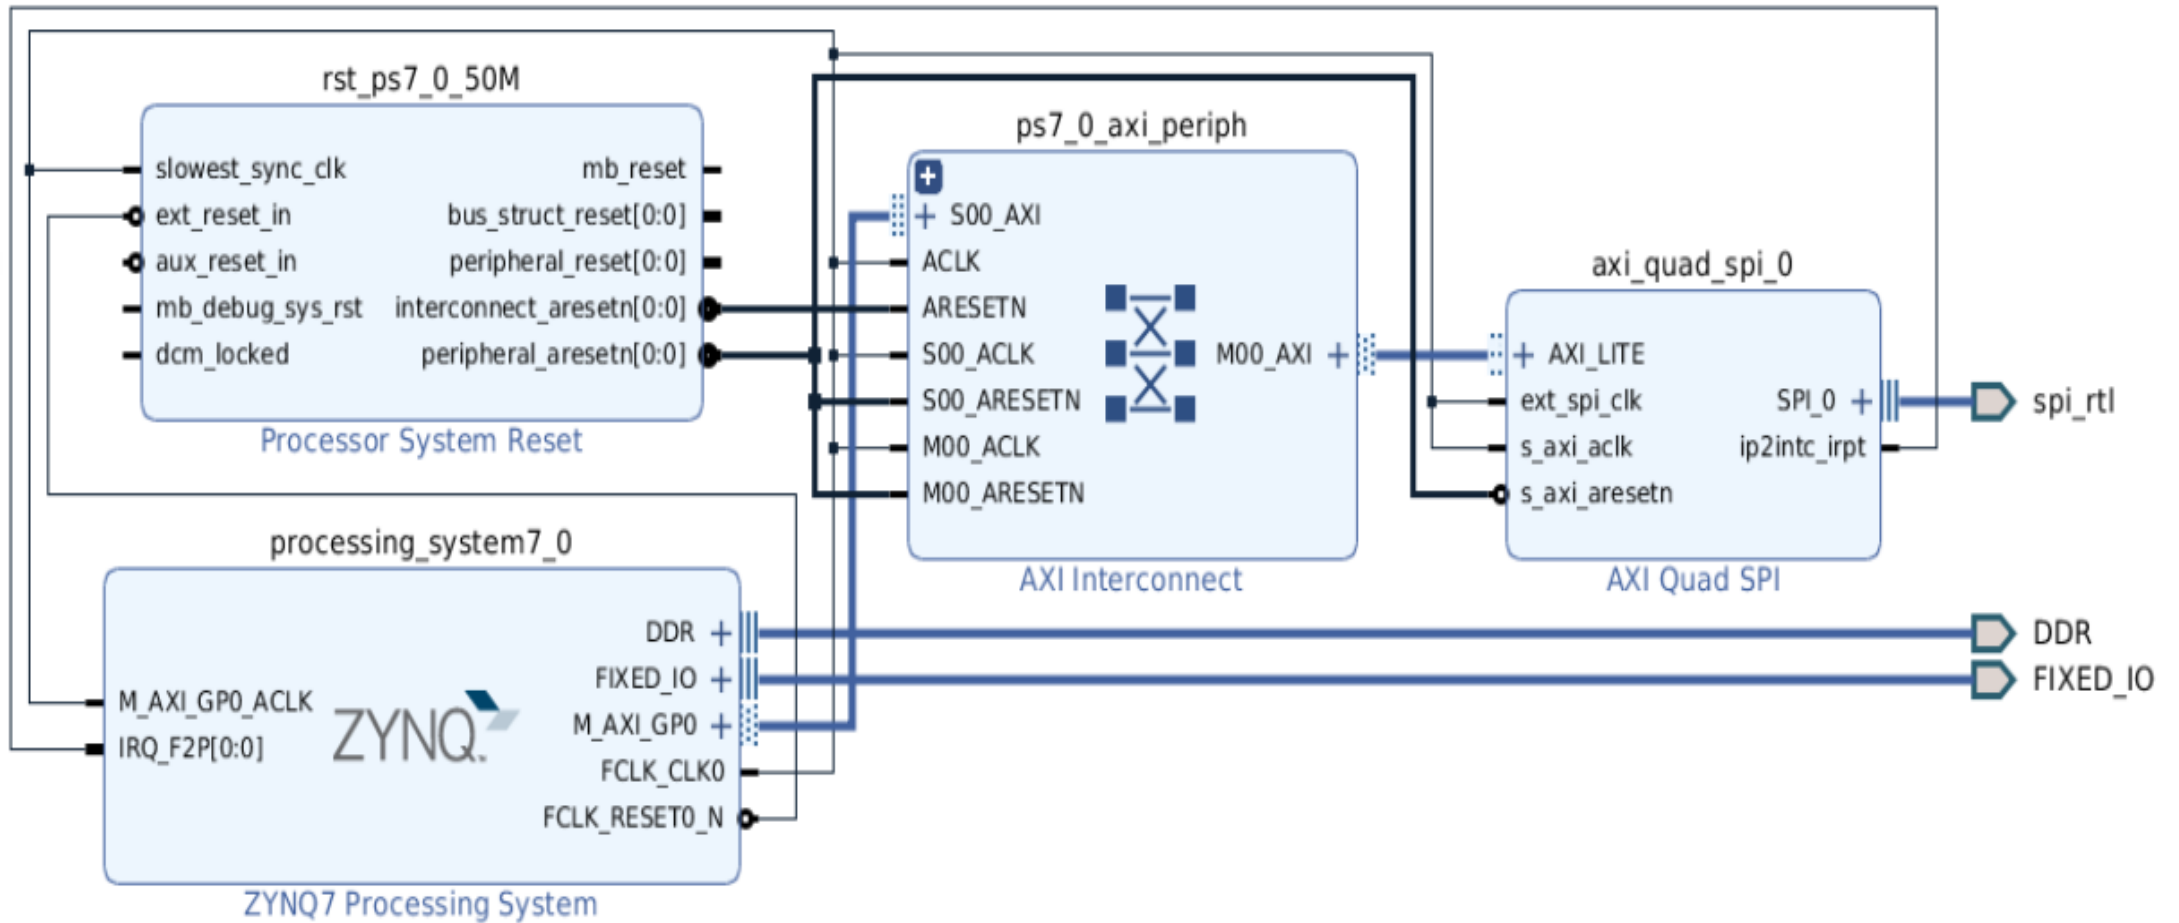 rst_ps7_0_50M
slowest_sync_clk
mb_reset
ext_reset_in
bus_struct_reset[0:0]
aux_reset_in
peripheral_reset[0:0]
mb_debug_sys_rst
interconnect_aresetn[0:0]
dcm_locked
peripheral_aresetn[0:0]
Processor System Reset
ps7_0_axi_periph
S00_AXI
ACLK
ARESETN
S00_ACLK
M00_AXI
S00_ARESETN
M00_ACLK
M00_ARESETN
AXI Interconnect
axi_quad_spi_0
AXI_LITE
ext_spi_clk
SPI_0
s_axi_aclk
ip2intc_irpt
s_axi_aresetn
AXI Quad SPI
spi_rtl
processing_system7_0
DDR
FIXED_IO
M_AXI_GP0_ACLK
M_AXI_GP0
IRQ_F2P[0:0]
ZYNQ
FCLK_CLK0
FCLK_RESET0_N
ZYNQ7 Processing System
DDR
FIXED_IO